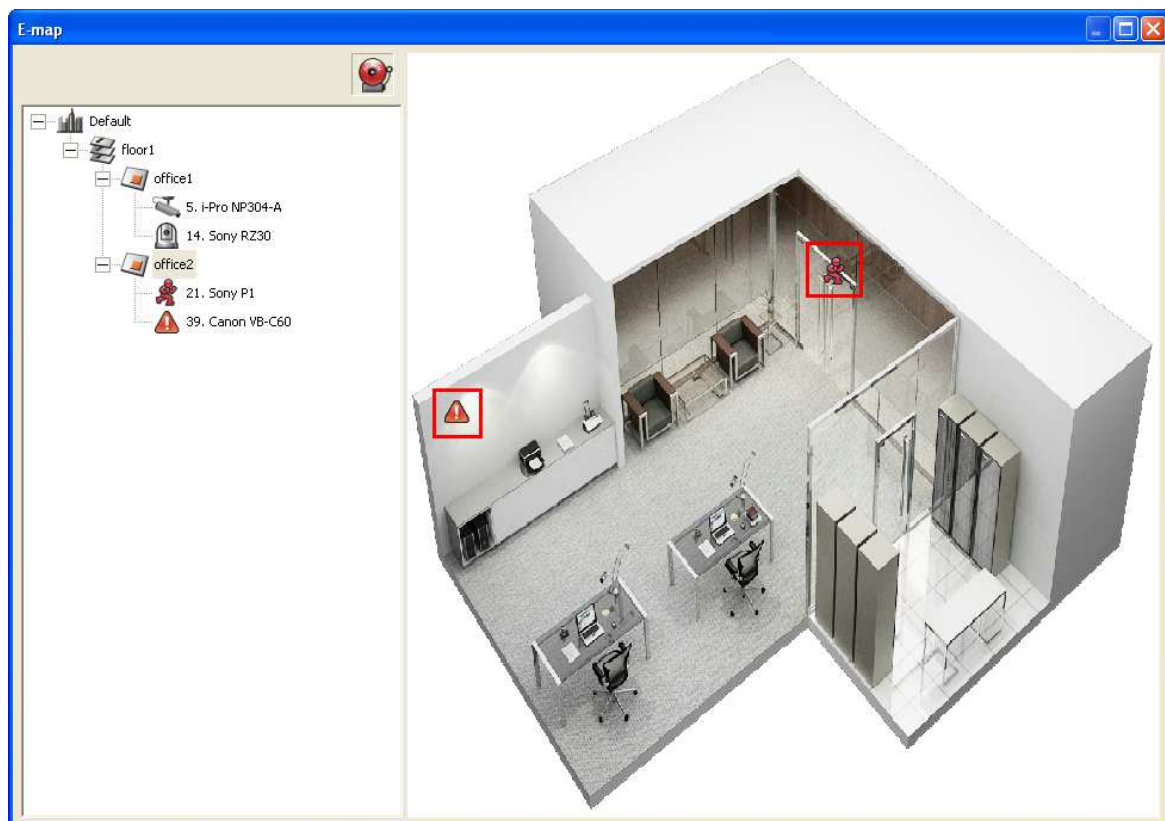 E-map
Default
floor1
office1
5. i-Pro NP304-A
14. Sony RZ30
office2
21. Sony P1
39. Canon VB-C60